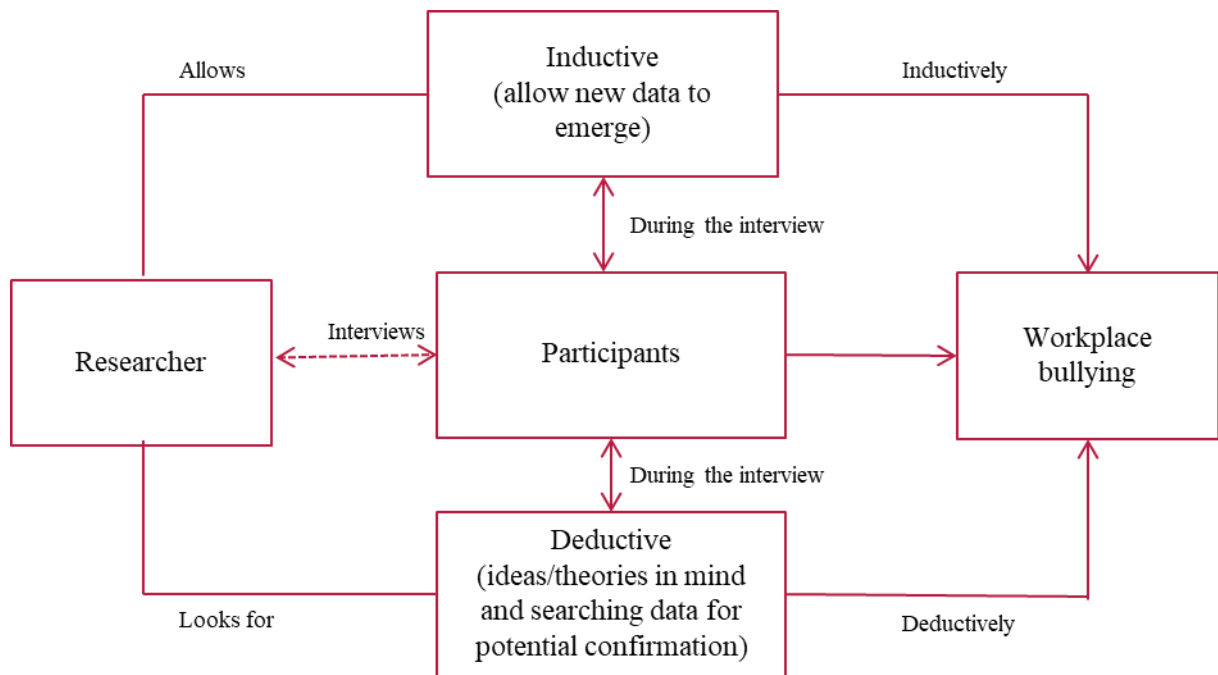 Allows
Inductive
(allow new data to
emerge)
Inductively
During the interview
Researcher
Interviews
Participants
Workplace
bullying
During the interview
Looks for
Deductive
(ideas/theories in mind
and searching data for
potential confirmation)
Deductively